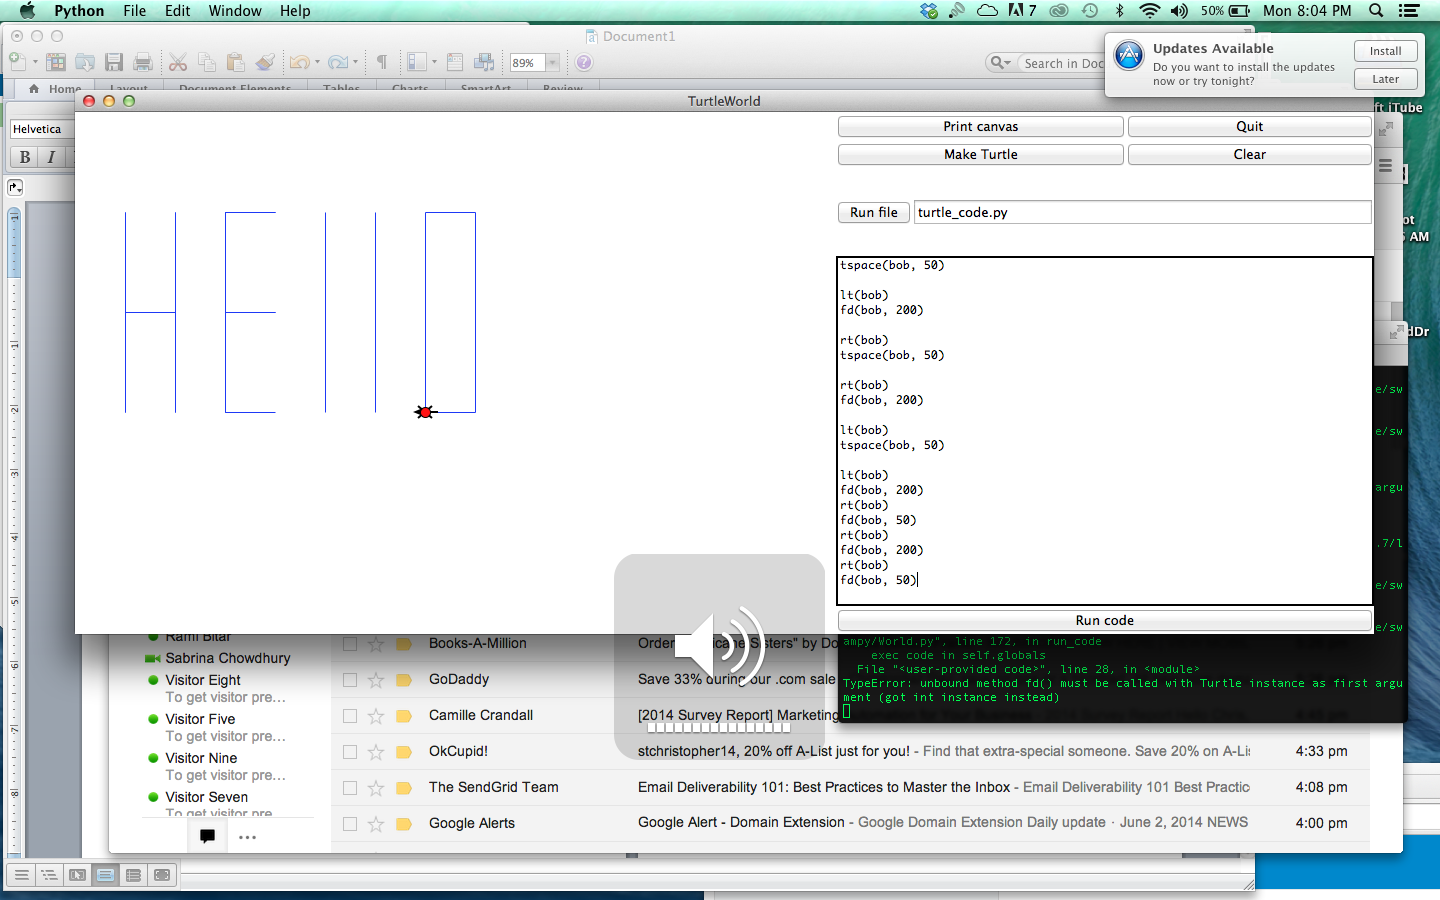 Python File Edit Window Help
7 50% Mon 8:04 PM
Document1
89% Search in Doc
Home Layout Document Elements Tables Charts SmartArt Review
Updates Available
Do you want to install the updates
now or try tonight?
Install
Later
ft iTube
TurtleWorld
Helvetica
B I
Print canvas Quit
Make Turtle Clear
Run file turtle_code.py
HEllO
tspace(bob, 50)
lt(bob)
fd(bob, 200)
rt(bob)
tspace(bob, 50)
rt(bob)
fd(bob, 200)
lt(bob)
tspace(bob, 50)
lt(bob)
fd(bob, 200)
rt(bob)
fd(bob, 50)
rt(bob)
fd(bob, 200)
rt(bob)
fd(bob, 50)
Run code
ot
AM
dDr
e/sw
e/sw
argu
.7/l
e/sw
e/sw
ampy/World.py", line 172, in run_code
exec code in self.globals
File "<user-provided code>", line 28, in <module>
TypeError: unbound method fd() must be called with Turtle instance as first argu
ment (got int instance instead)
Rami Bitar
Sabrina Chowdhury
Visitor Eight
To get visitor pre...
Visitor Five
To get visitor pre...
Visitor Nine
To get visitor pre...
Visitor Seven
To get visitor pre...
Books-A-Million Order Sisters" by Do
GoDaddy Save 33% during our .com sale
Camille Crandall [2014 Survey Report] Marketing
OkCupid! stchristopher14, 20% off A-List just for you! - Find that extra-special someone. Save 20% on A-Lis 4:33 pm
The SendGrid Team Email Deliverability 101: Best Practices to Master the Inbox - Email Deliverability 101 Best Practic 4:08 pm
Google Alerts Google Alert - Domain Extension - Google Domain Extension Daily update · June 2, 2014 NEWS 4:00 pm